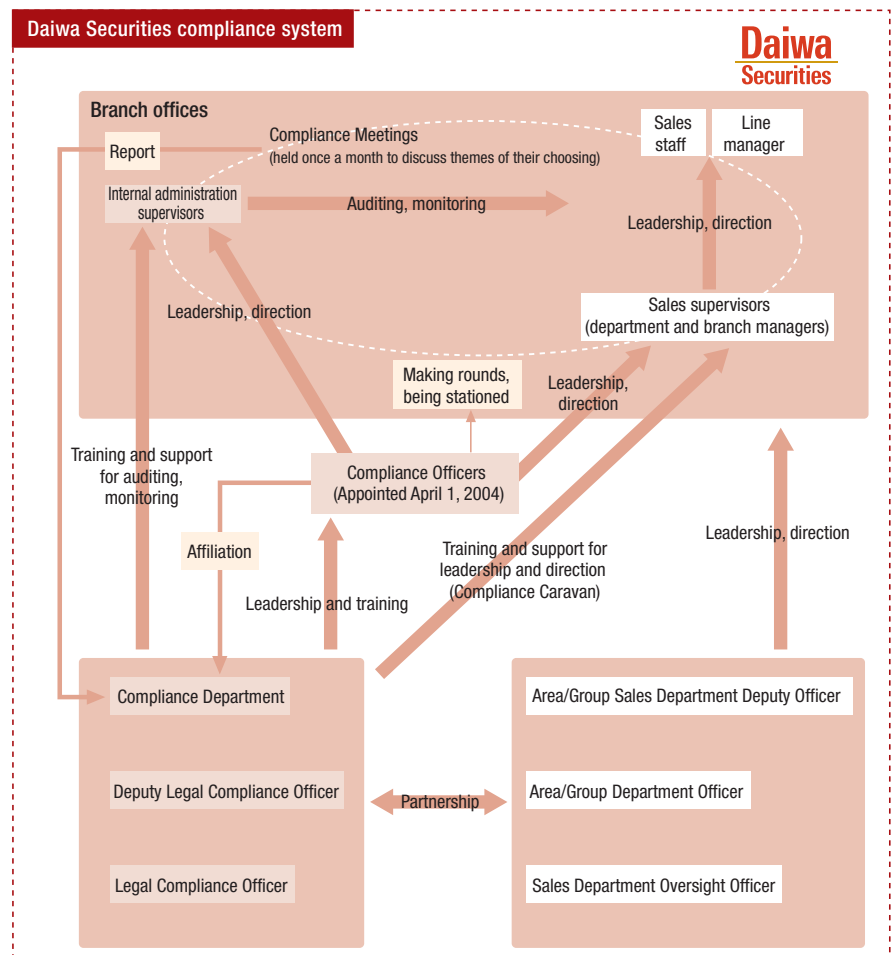 Daiwa Securities compliance system
Daiwa
Securities
Branch offices
Compliance Meetings
(held once a month to discuss themes of their choosing)
Sales
staff
Line
manager
Report
Internal administration
supervisors
Auditing, monitoring
Leadership, direction
Leadership, direction
Sales supervisors
(department and branch managers)
Making rounds,
being stationed
Leadership,
direction
Training and support
for auditing,
monitoring
Compliance Officers
(Appointed April 1, 2004)
Affiliation
Leadership and training
Training and support for
leadership and direction
(Compliance Caravan)
Leadership, direction
Compliance Department
Deputy Legal Compliance Officer
Legal Compliance Officer
Partnership
Area/Group Sales Department Deputy Officer
Area/Group Department Officer
Sales Department Oversight Officer